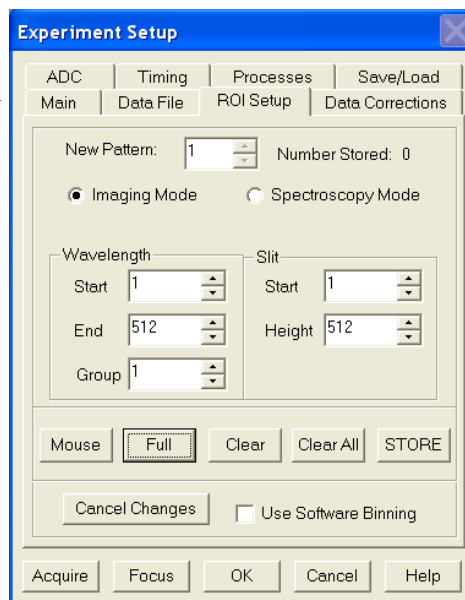 Experiment Setup
ADC Timing Processes Save/Load
Main Data File ROI Setup Data Corrections
New Pattern: 1 Number Stored: 0
Imaging Mode Spectroscopy Mode
Wavelength Slit
Start 1 Start 1
End 512 Height 512
Group 1
Mouse Full Clear Clear All STORE
Cancel Changes Use Software Binning
Acquire Focus OK Cancel Help